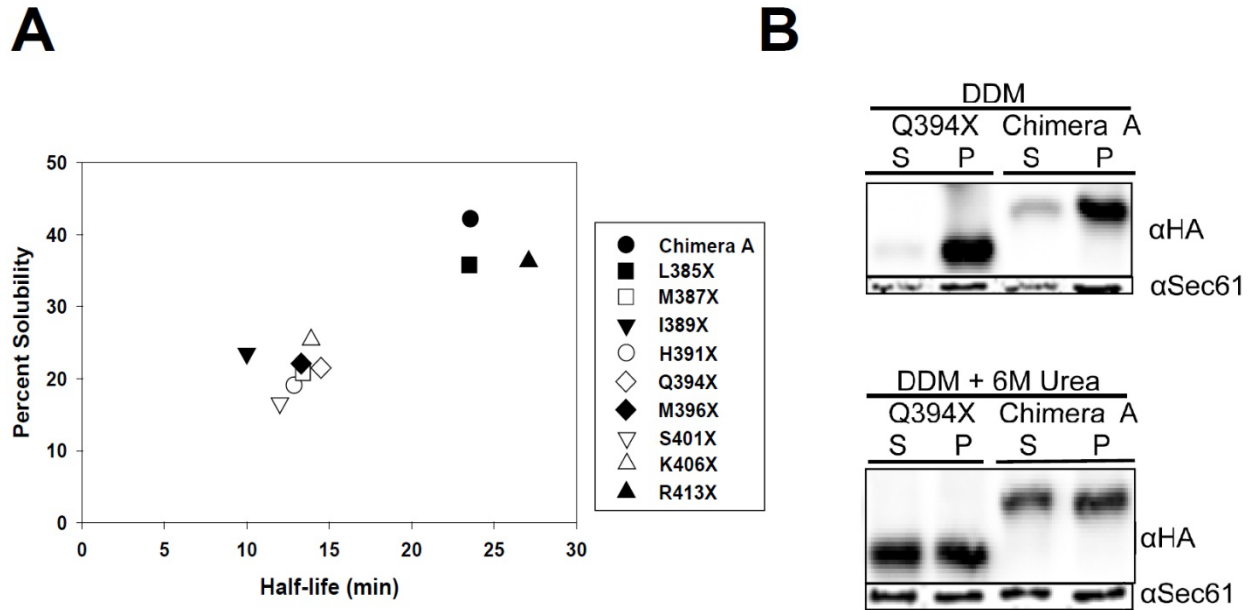 A
Percent Solubility
50
40
30
20
10
0
0 5 10 15 20 25 30
Half-life (min)
Chimera A
L385X
M387X
I389X
H391X
Q394X
M396X
S401X
K406X
R413X
B
DDM
Q394X Chimera A
S P S P
αHA
αSec61
DDM + 6M Urea
Q394X Chimera A
S P S P
αHA
αSec61